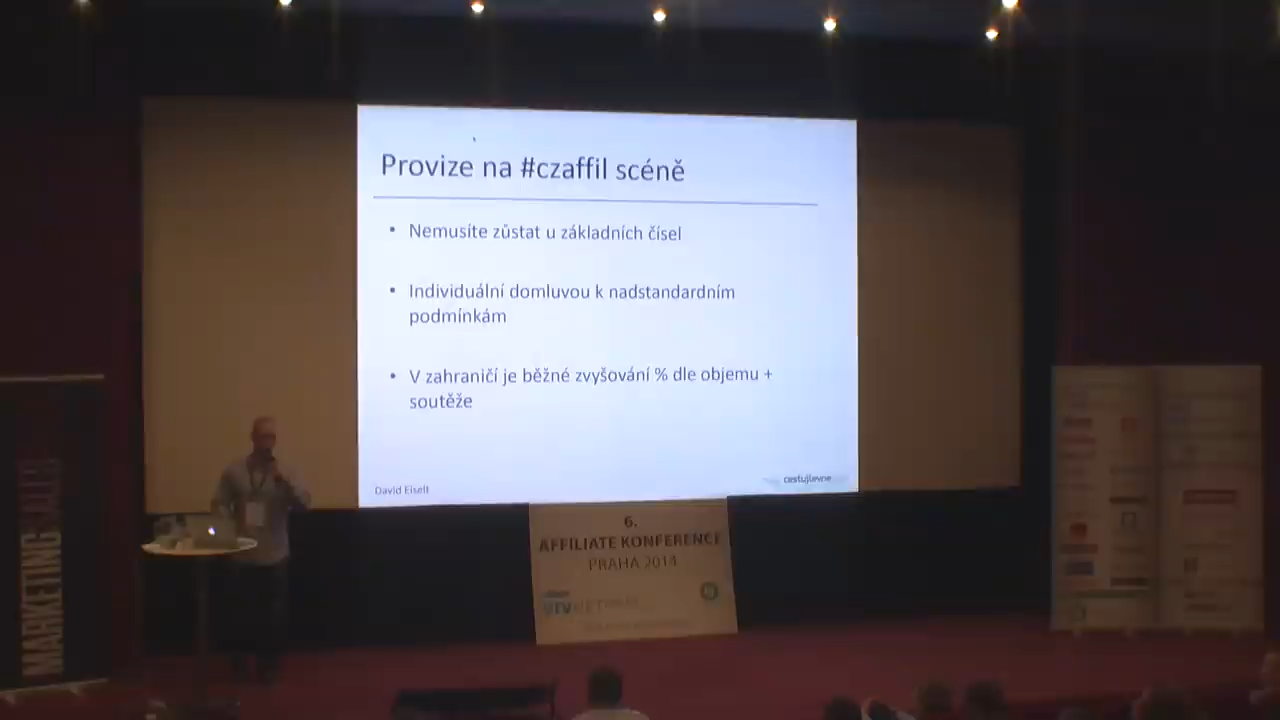 Provize na #czaffil scéně
• Nemusíte zůstat u základních čísel
• Individuální domluvou k nadstandardním
podmínkám
• V zahraničí je běžné zvyšování % dle objemu +
soutěže
David Eisell
cestujlevne
6.
AFFILIATE KONFERENCE
PRAHA 2014
MARKETING